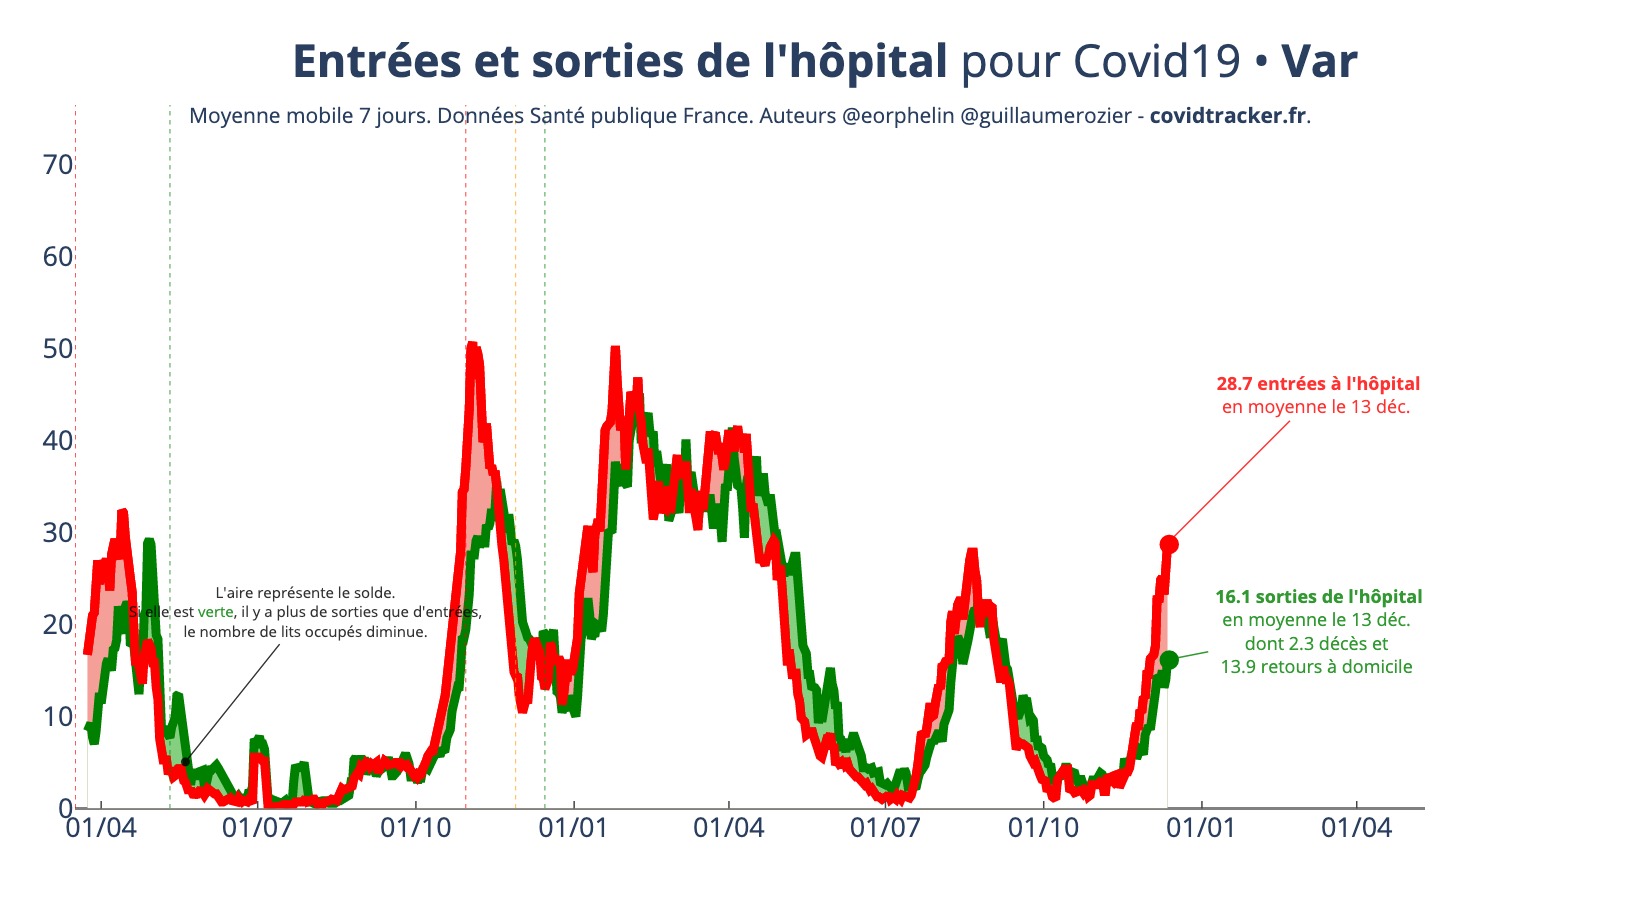 Entrées et sorties de l'hôpital pour Covid19 • Var
Moyenne mobile 7 jours. Données Santé publique France. Auteurs @eorphelin @guillaumerozier - covidtracker.fr.
70
60
50
40
30
20
10
0
28.7 entrées à l'hôpital
en moyenne le 13 déc.
L'aire représente le solde.
Si elle est verte, il y a plus de sorties que d'entrées,
le nombre de lits occupés diminue.
16.1 sorties de l'hôpital
en moyenne le 13 déc.
dont 2.3 décès et
13.9 retours à domicile
01/04 01/07 01/10 01/01 01/04 01/07 01/10 01/01 01/04